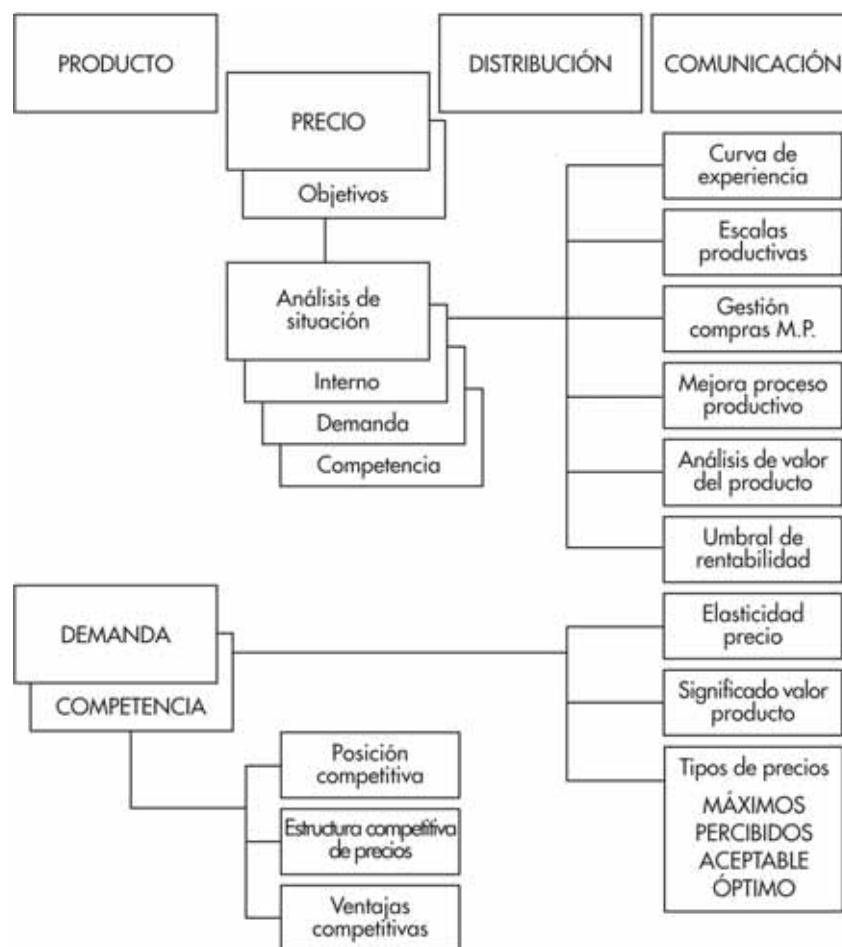 PRODUCTO
DISTRIBUCIÓN
COMUNICACIÓN
PRECIO
Objetivos
Análisis de
situación
Interno
Demanda
Competencia
Curva de
experiencia
Escalas
productivas
Gestión
compras M.P.
Mejora proceso
productivo
Análisis de valor
del producto
Umbral de
rentabilidad
DEMANDA
COMPETENCIA
Elasticidad
precio
Significado valor
producto
Tipos de precios
MÁXIMOS
PERCIBIDOS
ACEPTABLE
ÓPTIMO
Posición
competitiva
Estructura competitiva
de precios
Ventajas
competitivas